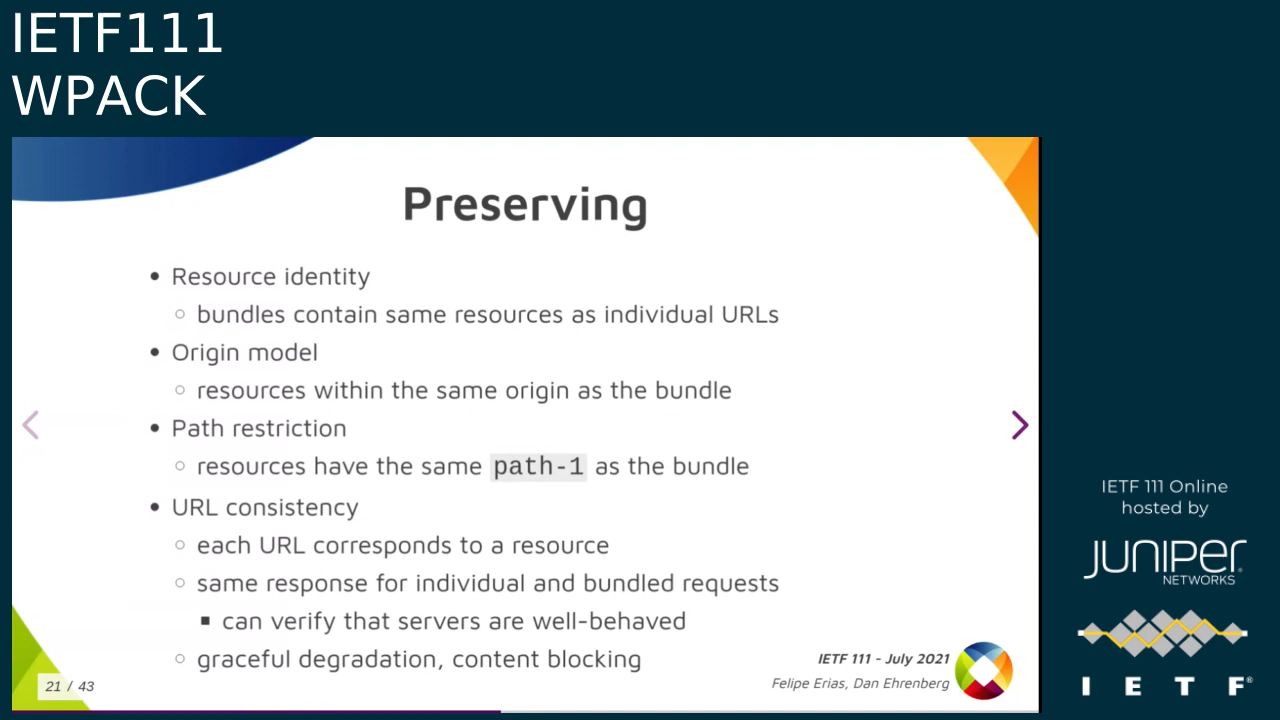 IETF111
WPACK
Preserving
• Resource identity
○ bundles contain same resources as individual URLs
• Origin model
○ resources within the same origin as the bundle
• Path restriction
○ resources have the same path-1 as the bundle
• URL consistency
○ each URL corresponds to a resource
○ same response for individual and bundled requests
▪ can verify that servers are well-behaved
○ graceful degradation, content blocking
IETF 111 - July 2021
Felipe Erias, Dan Ehrenberg
21 / 43
IETF 111 Online
hosted by
JUNIPER
NETWORKS
I E T F®